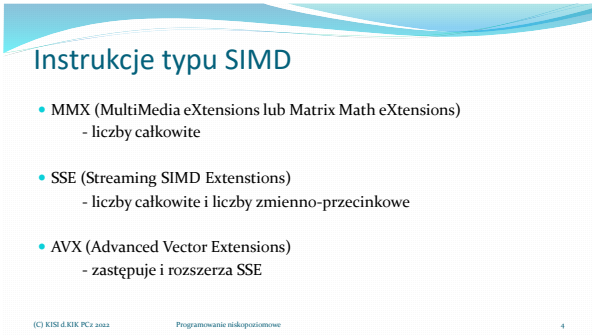 Instrukcje typu SIMD
• MMX (MultiMedia eXtensions lub Matrix Math eXtensions)
- liczby całkowite
• SSE (Streaming SIMD Extenstions)
- liczby całkowite i liczby zmienno-przecinkowe
• AVX (Advanced Vector Extensions)
- zastępuje i rozszerza SSE
(C) KISI d.KIK PCz 2022 Programowanie niskopoziomowe 4